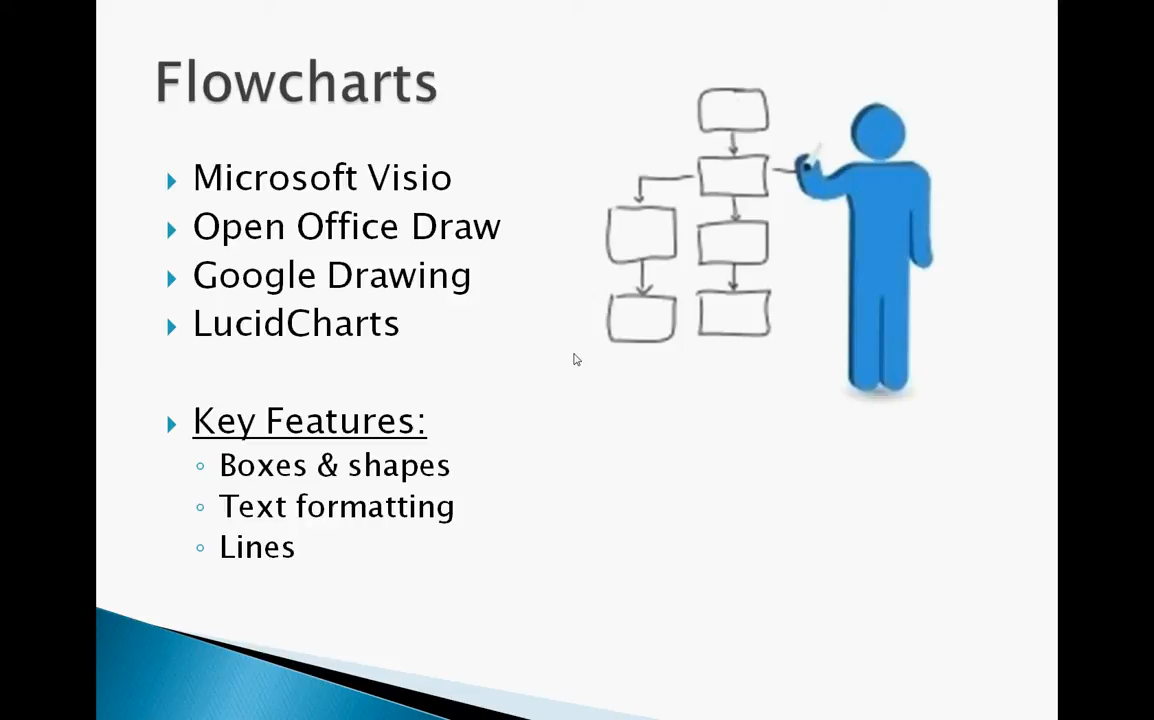 Flowcharts
Microsoft Visio
Open Office Draw
Google Drawing
LucidCharts
Key Features:
Boxes & shapes
Text formatting
Lines